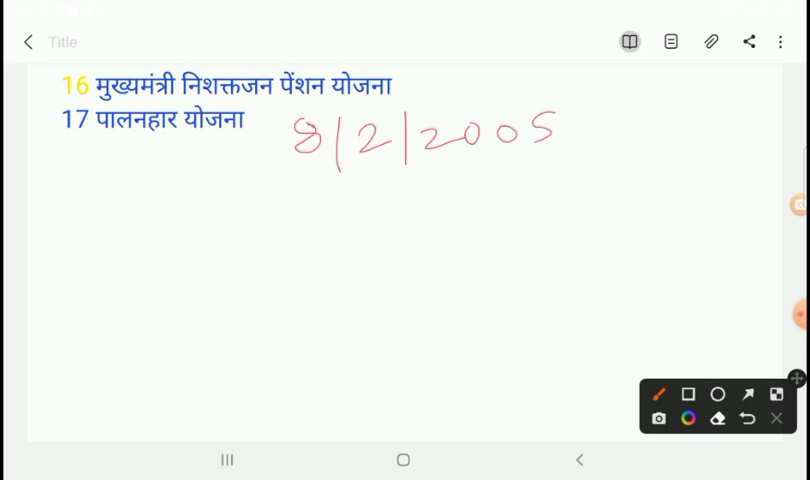 Title
16 मुख्यमंत्री निशक्तजन पेंशन योजना
17 पालनहार योजना 8/2/2005